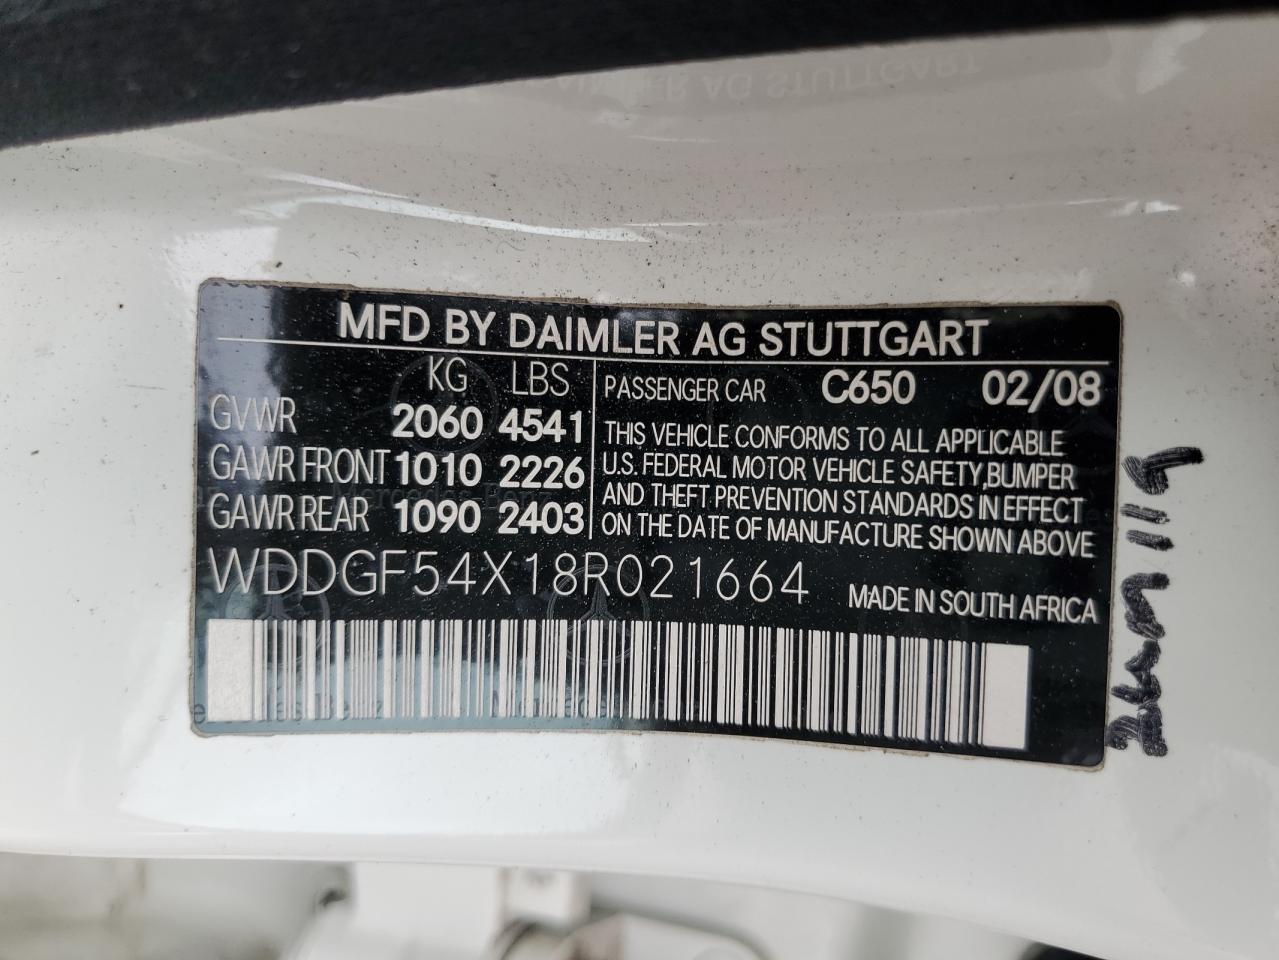 MFD BY DAIMLER AG STUTTGART
KG LBS
GVWR 2060 4541
GAWR FRONT 1010 2226
GAWR REAR 1090 2403
PASSENGER CAR C650 02/08
THIS VEHICLE CONFORMS TO ALL APPLICABLE
U.S. FEDERAL MOTOR VEHICLE SAFETY,BUMPER
AND THEFT PREVENTION STANDARDS IN EFFECT
ON THE DATE OF MANUFACTURE SHOWN ABOVE
WDDGF54X18R021664
MADE IN SOUTH AFRICA